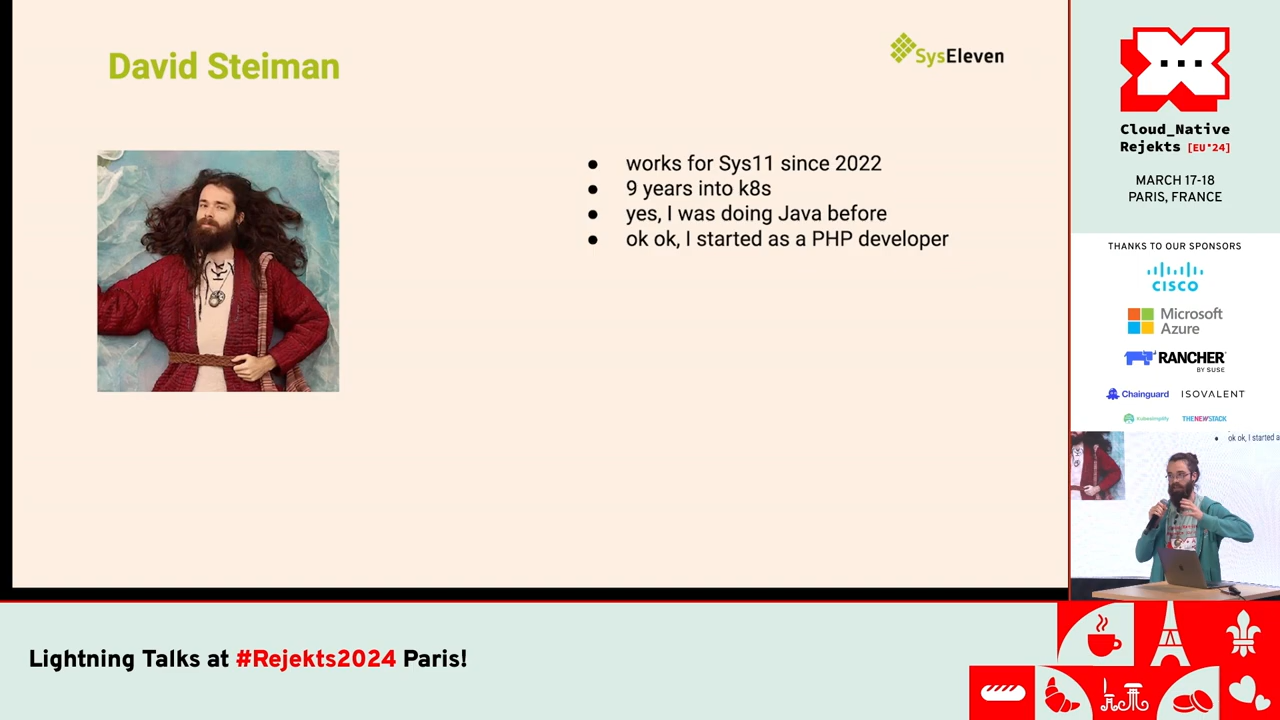 David Steiman
SysEleven
works for Sys11 since 2022
9 years into k8s
yes, I was doing Java before
ok ok, I started as a PHP developer
Cloud_Native
Rejekts [EU'24]
MARCH 17-18
PARIS, FRANCE
THANKS TO OUR SPONSORS
CISCO
Microsoft
Azure
RANCHER
BY SUSE
Chainguard
ISOVALENT
Kubesimplify
THENEWSTACK
ok ok, I started a
Lightning Talks at #Rejekts2024 Paris!